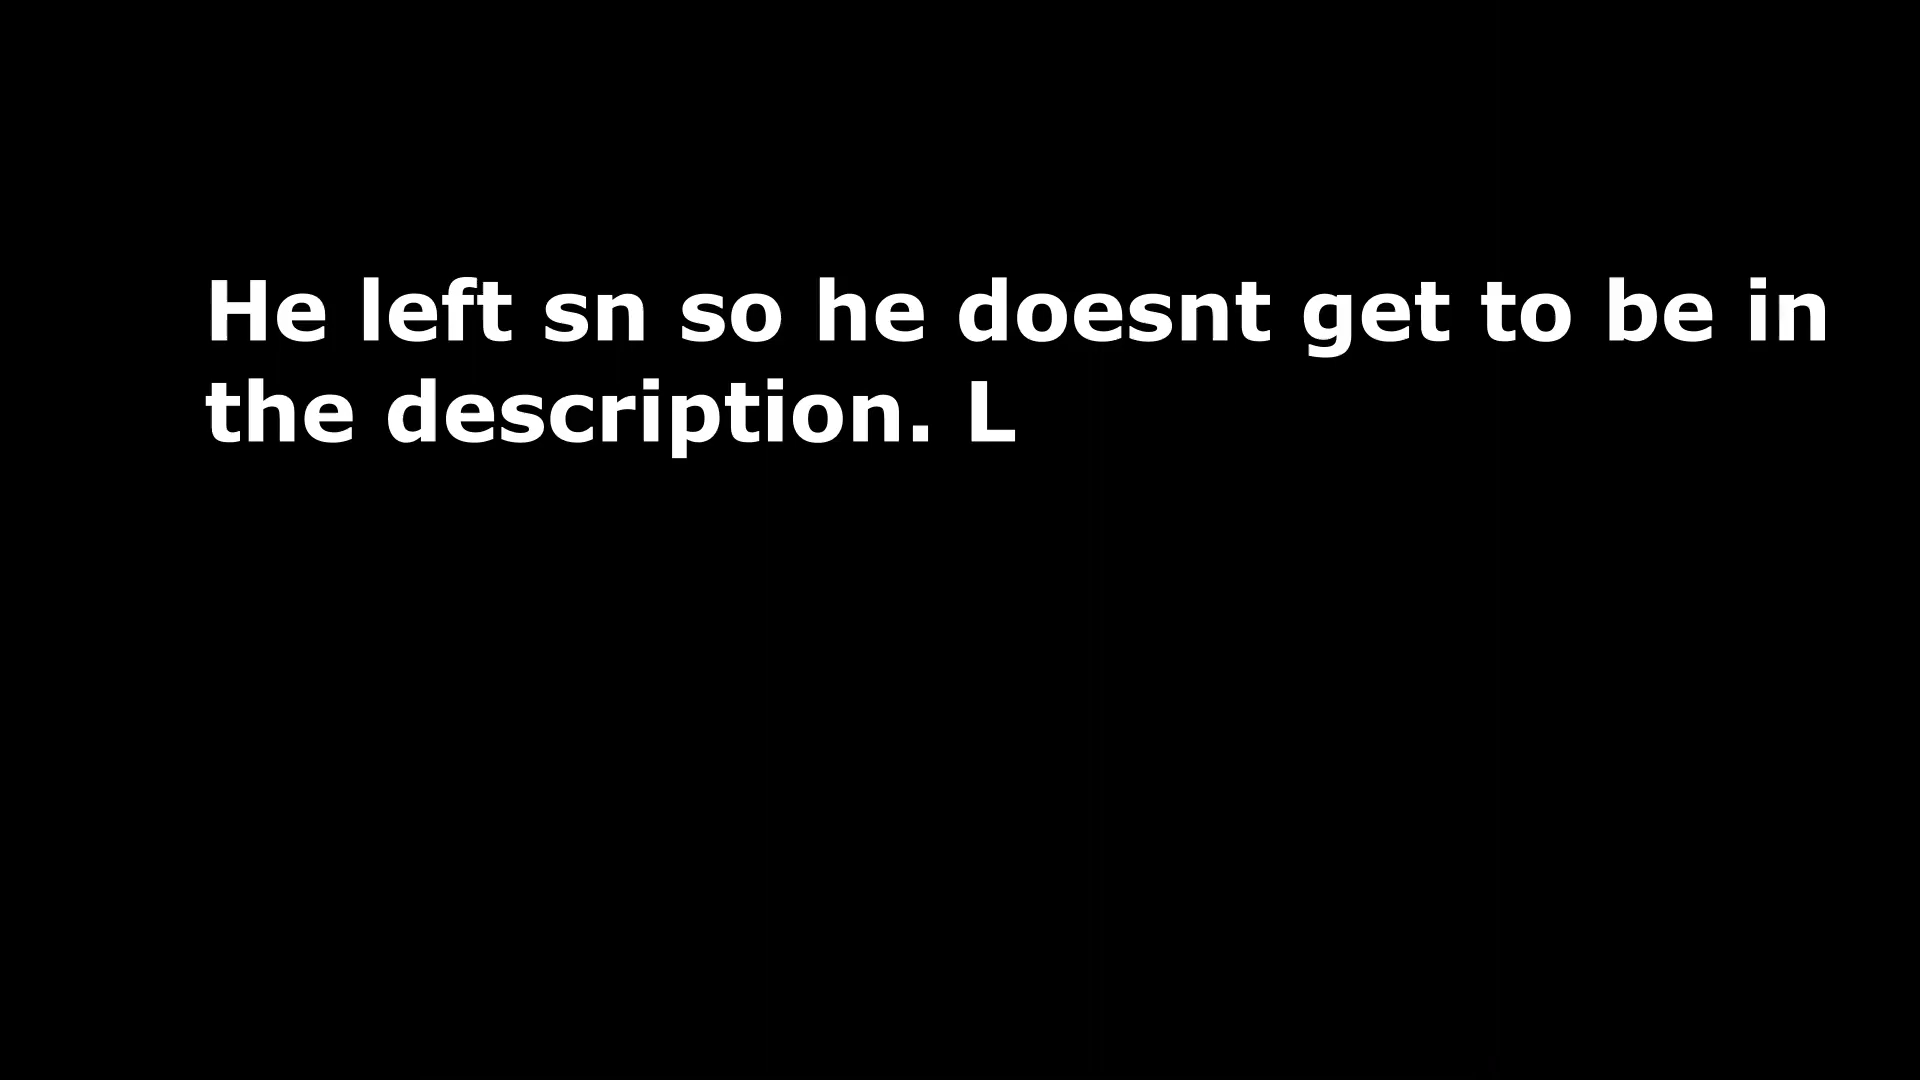 He left sn so he doesnt get to be in
the description. L